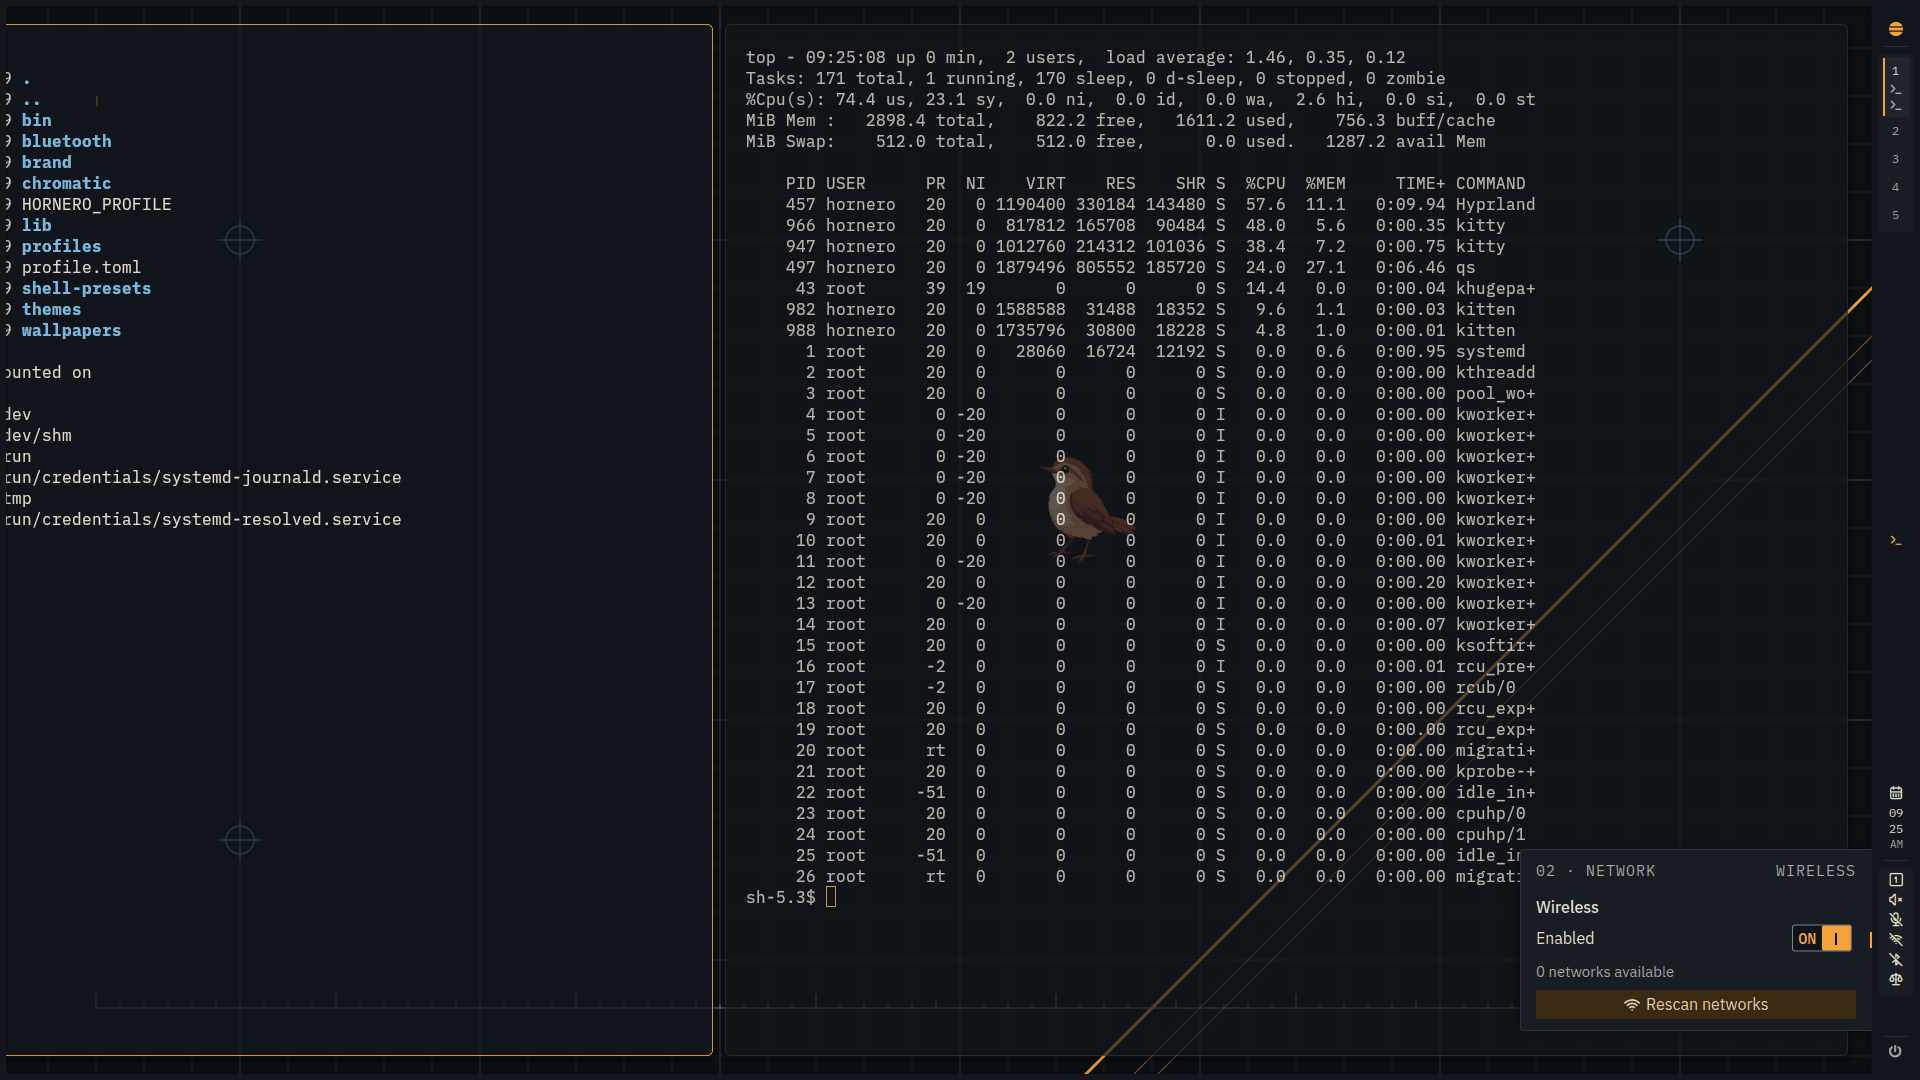 9 .
9 ..
9 bin
9 bluetooth
9 brand
9 chromatic
9 HORNERO_PROFILE
9 lib
9 profiles
9 profile.toml
9 shell-presets
9 themes
9 wallpapers
ounted on
dev
dev/shm
run
run/credentials/systemd-journald.service
tmp
run/credentials/systemd-resolved.service
top - 09:25:08 up 0 min,  2 users,  load average: 1.46, 0.35, 0.12
Tasks: 171 total, 1 running, 170 sleep, 0 d-sleep, 0 stopped, 0 zombie
%Cpu(s): 74.4 us, 23.1 sy,  0.0 ni,  0.0 id,  0.0 wa,  2.6 hi,  0.0 si,  0.0 st
MiB Mem :   2898.4 total,    822.2 free,   1611.2 used,    756.3 buff/cache
MiB Swap:    512.0 total,    512.0 free,      0.0 used.   1287.2 avail Mem
PID USER PR NI VIRT RES SHR S %CPU %MEM TIME+ COMMAND
457 hornero 20 0 1190400 330184 143480 S 57.6 11.1 0:09.94 Hyprland
966 hornero 20 0 817812 165708 90484 S 48.0 5.6 0:00.35 kitty
947 hornero 20 0 1012760 214312 101036 S 38.4 7.2 0:00.75 kitty
497 hornero 20 0 1879496 805552 185720 S 24.0 27.1 0:06.46 qs
43 root 39 19 0 0 0 S 14.4 0.0 0:00.04 khugepa+
982 hornero 20 0 1588588 31488 18352 S 9.6 1.1 0:00.03 kitten
988 hornero 20 0 1735796 30800 18228 S 4.8 1.0 0:00.01 kitten
1 root 20 0 28060 16724 12192 S 0.0 0.6 0:00.95 systemd
2 root 20 0 0 0 0 S 0.0 0.0 0:00.00 kthreadd
3 root 20 0 0 0 0 S 0.0 0.0 0:00.00 pool_wo+
4 root 0 -20 0 0 0 I 0.0 0.0 0:00.00 kworker+
5 root 0 -20 0 0 0 I 0.0 0.0 0:00.00 kworker+
6 root 0 -20 0 0 0 I 0.0 0.0 0:00.00 kworker+
7 root 0 -20 0 0 0 I 0.0 0.0 0:00.00 kworker+
8 root 0 -20 0 0 0 I 0.0 0.0 0:00.00 kworker+
9 root 20 0 0 0 0 I 0.0 0.0 0:00.00 kworker+
10 root 20 0 0 0 0 I 0.0 0.0 0:00.01 kworker+
11 root 0 -20 0 0 0 I 0.0 0.0 0:00.00 kworker+
12 root 20 0 0 0 0 I 0.0 0.0 0:00.20 kworker+
13 root 0 -20 0 0 0 I 0.0 0.0 0:00.00 kworker+
14 root 20 0 0 0 0 I 0.0 0.0 0:00.07 kworker+
15 root 20 0 0 0 0 S 0.0 0.0 0:00.00 ksoftir+
16 root -2 0 0 0 0 I 0.0 0.0 0:00.01 rcu_pre+
17 root -2 0 0 0 0 S 0.0 0.0 0:00.00 rcub/0
18 root 20 0 0 0 0 S 0.0 0.0 0:00.00 rcu_exp+
19 root 20 0 0 0 0 S 0.0 0.0 0:00.00 rcu_exp+
20 root rt 0 0 0 0 S 0.0 0.0 0:00.00 migrati+
21 root 20 0 0 0 0 S 0.0 0.0 0:00.00 kprobe-+
22 root -51 0 0 0 0 S 0.0 0.0 0:00.00 idle_in+
23 root 20 0 0 0 0 S 0.0 0.0 0:00.00 cpuhp/0
24 root 20 0 0 0 0 S 0.0 0.0 0:00.00 cpuhp/1
25 root -51 0 0 0 0 S 0.0 0.0 0:00.00 idle_in
26 root rt 0 0 0 0 S 0.0 0.0 0:00.00 migrat
sh-5.3$
02 · NETWORK WIRELESS
Wireless
Enabled ON
0 networks available
Rescan networks
1
2
3
4
5
09
25
AM
1